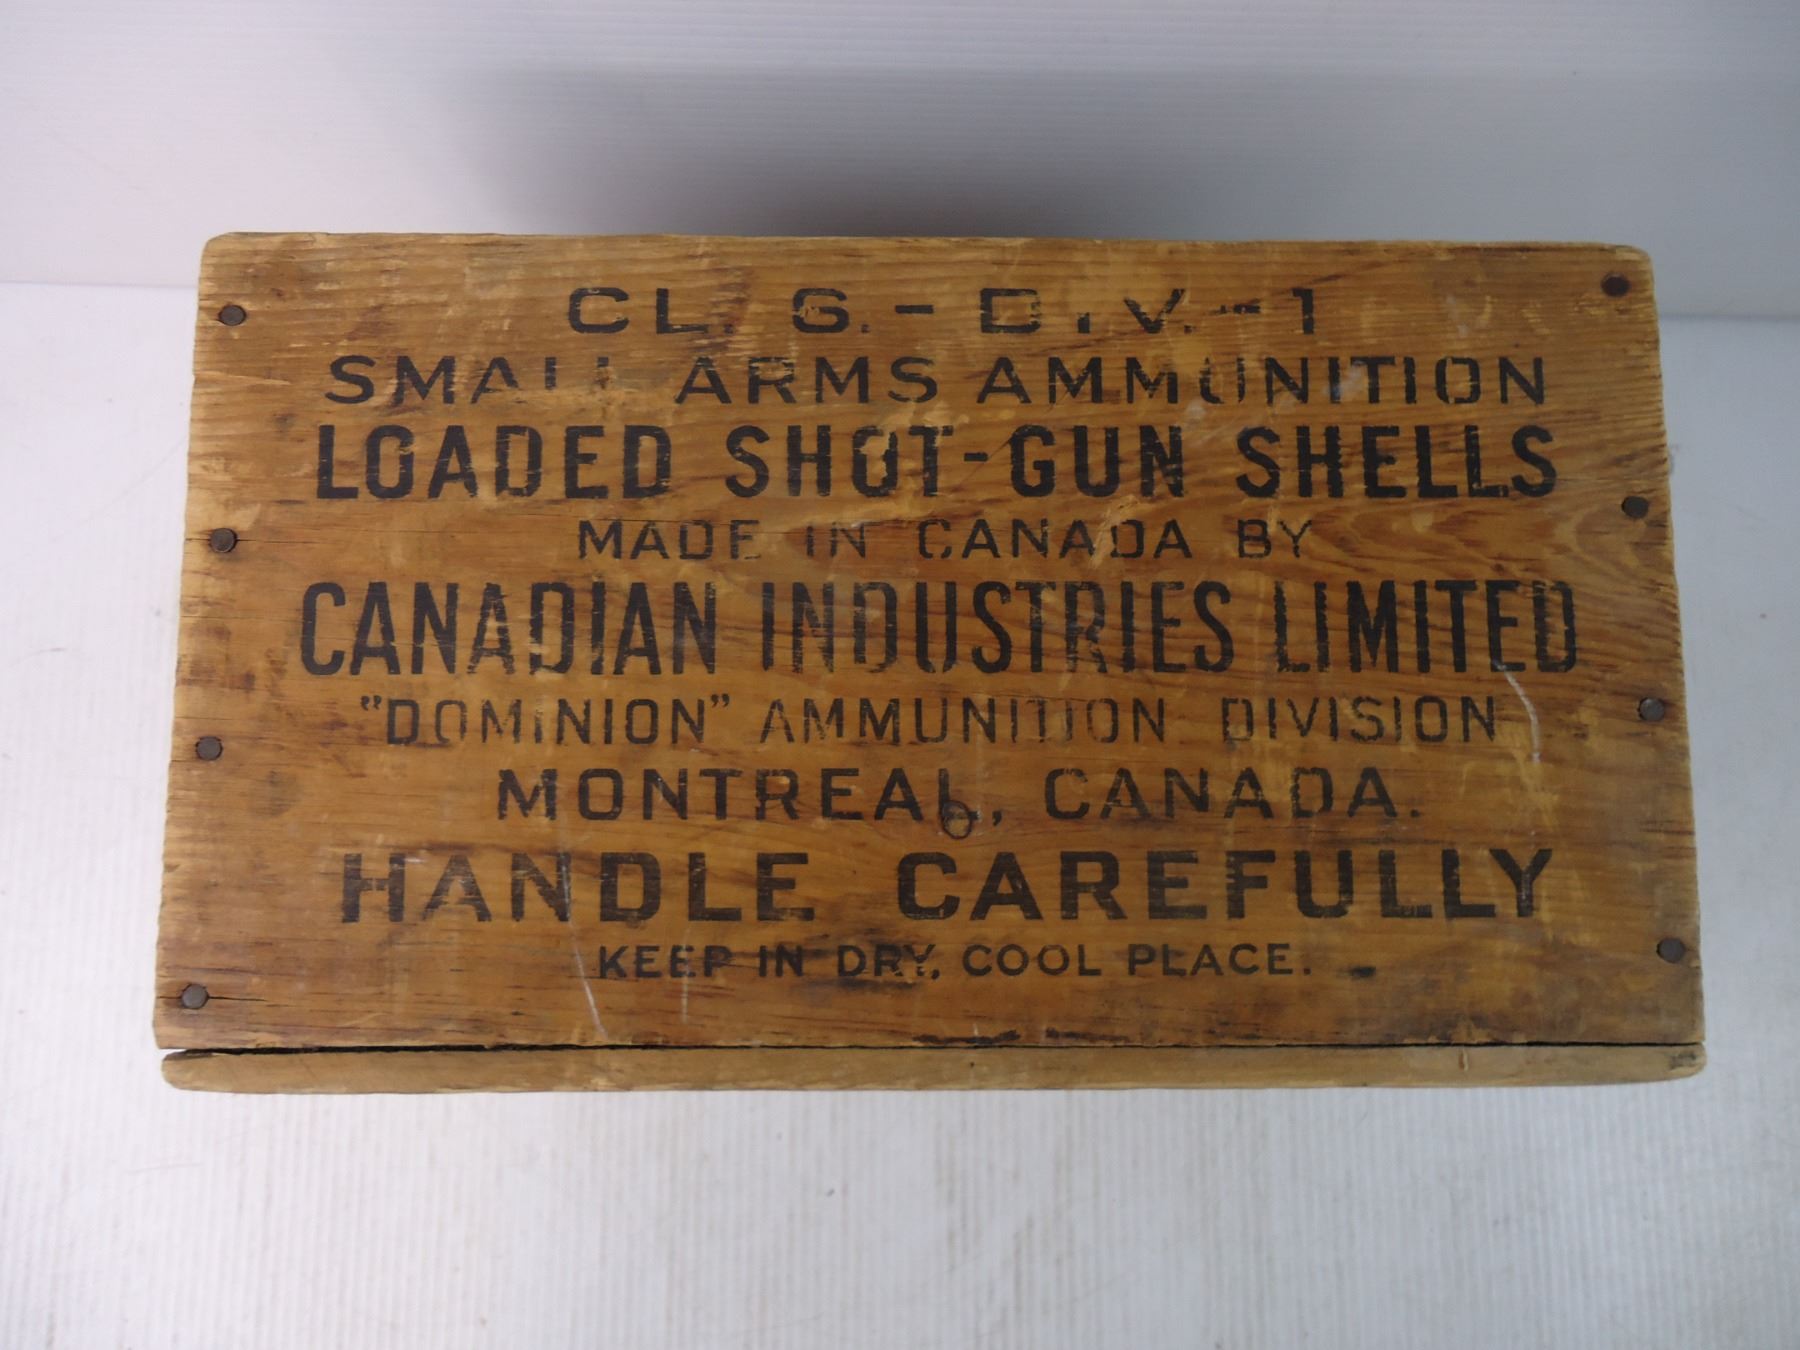 CL. 6.-DIV.-1
SMALL ARMS AMMUNITION
LOADED SHOT-GUN SHELLS
MADE IN CANADA BY
CANADIAN INDUSTRIES LIMITED
"DOMINION" AMMUNITION DIVISION
MONTREAL, CANADA.
HANDLE CAREFULLY
KEEP IN DRY, COOL PLACE.